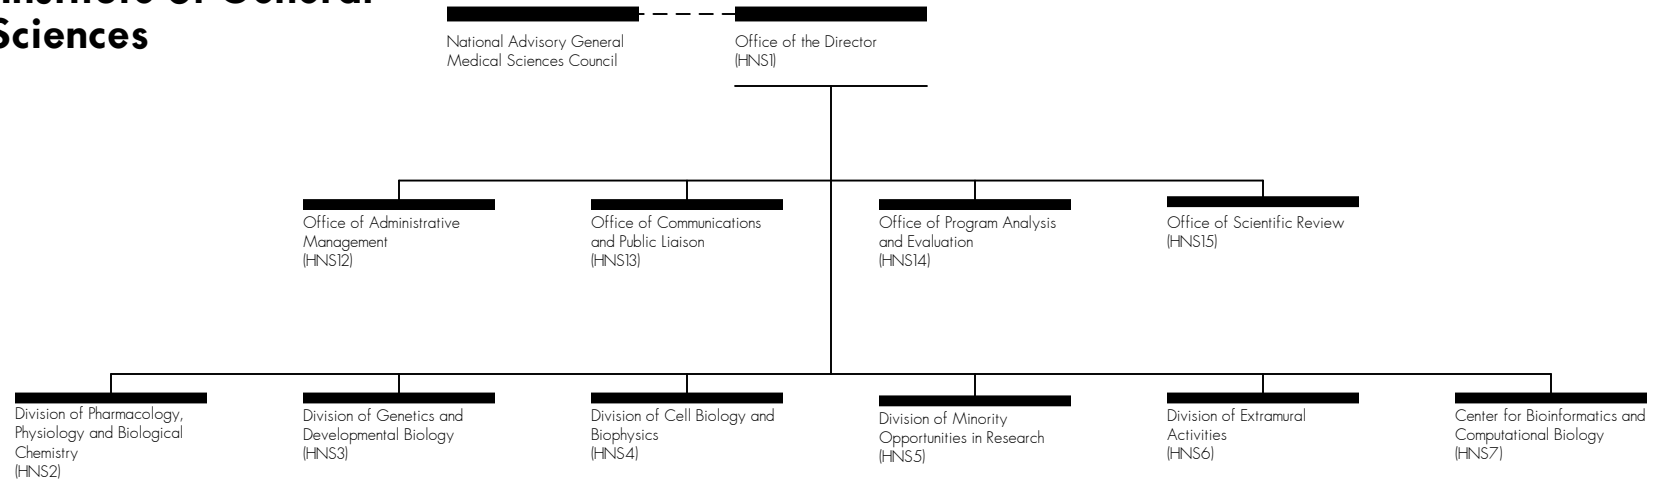 Sciences
National Advisory General
Medical Sciences Council
Office of the Director
(HNS1)
Office of Administrative
Management
(HNS12)
Office of Communications
and Public Liaison
(HNS13)
Office of Program Analysis
and Evaluation
(HNS14)
Office of Scientific Review
(HNS15)
Division of Pharmacology,
Physiology and Biological
Chemistry
(HNS2)
Division of Genetics and
Developmental Biology
(HNS3)
Division of Cell Biology and
Biophysics
(HNS4)
Division of Minority
Opportunities in Research
(HNS5)
Division of Extramural
Activities
(HNS6)
Center for Bioinformatics and
Computational Biology
(HNS7)